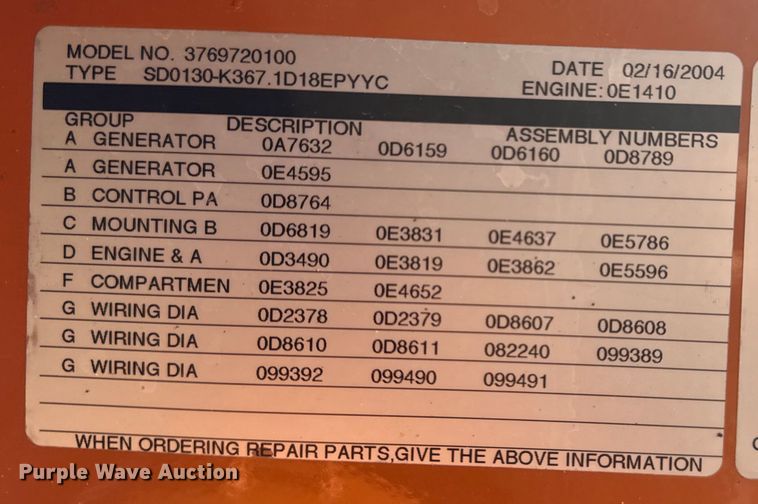 MODEL NO. 3769720100
TYPE SD0130-K367.1D18EPYYC
DATE 02/16/2004
ENGINE: 0E1410
GROUP DESCRIPTION ASSEMBLY NUMBERS
A GENERATOR 0A7632 0D6159 0D6160 0D8789
A GENERATOR 0E4595
B CONTROL PA 0D8764
C MOUNTING B 0D6819 0E3831 0E4637 0E5786
D ENGINE & A 0D3490 0E3819 0E3862 0E5596
F COMPARTMEN 0E3825 0E4652
G WIRING DIA 0D2378 0D2379 0D8607 0D8608
G WIRING DIA 0D8610 0D8611 082240 099389
G WIRING DIA 099392 099490 099491
WHEN ORDERING REPAIR PARTS,GIVE THE ABOVE INFORMATION
Purple Wave Auction